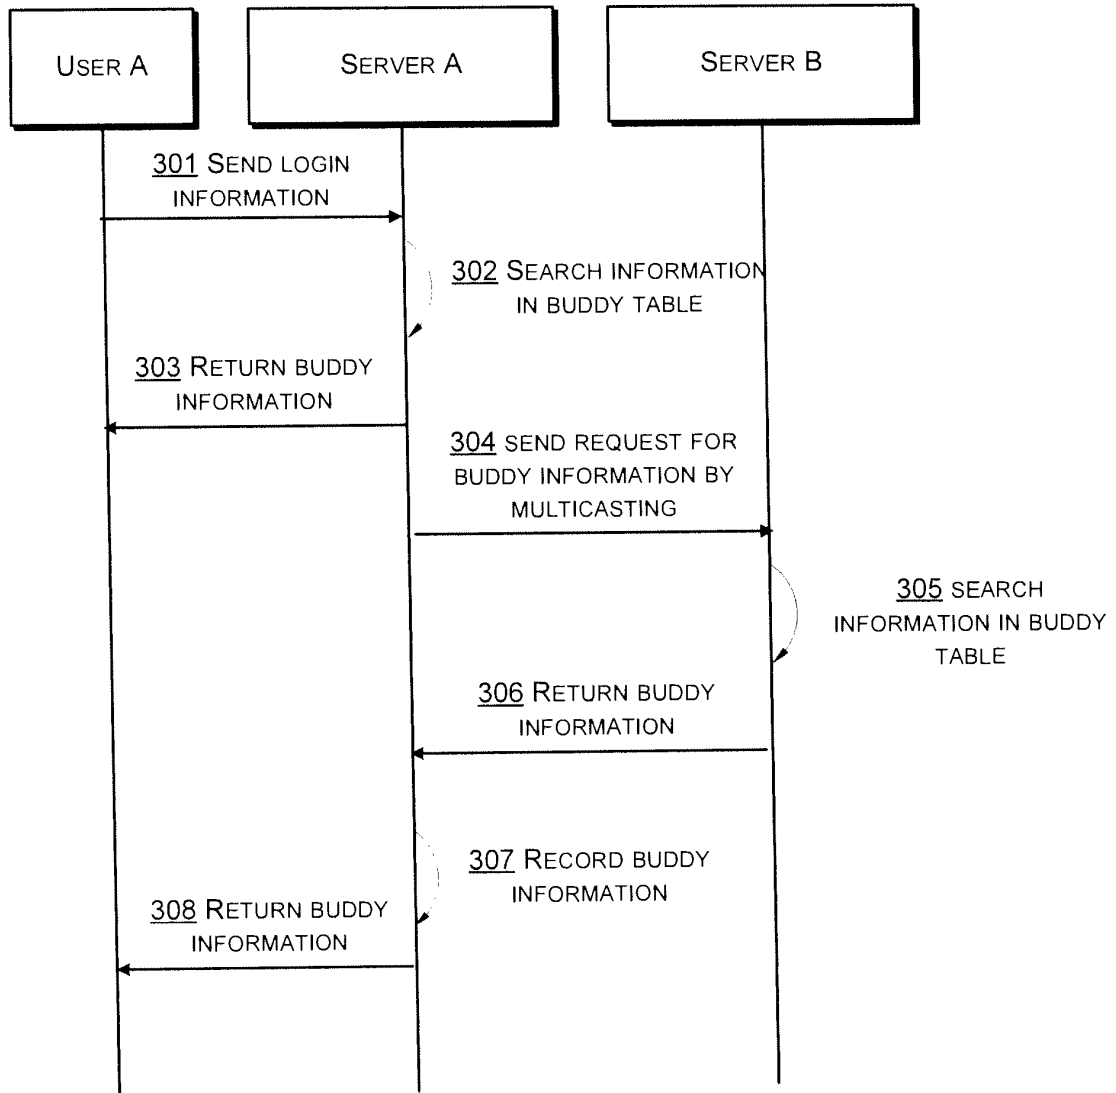 USER A
SERVER A
SERVER B
301 SEND LOGIN
INFORMATION
302 SEARCH INFORMATION
IN BUDDY TABLE
303 RETURN BUDDY
INFORMATION
304 SEND REQUEST FOR
BUDDY INFORMATION BY
MULTICASTING
305 SEARCH
INFORMATION IN BUDDY
TABLE
306 RETURN BUDDY
INFORMATION
307 RECORD BUDDY
INFORMATION
308 RETURN BUDDY
INFORMATION